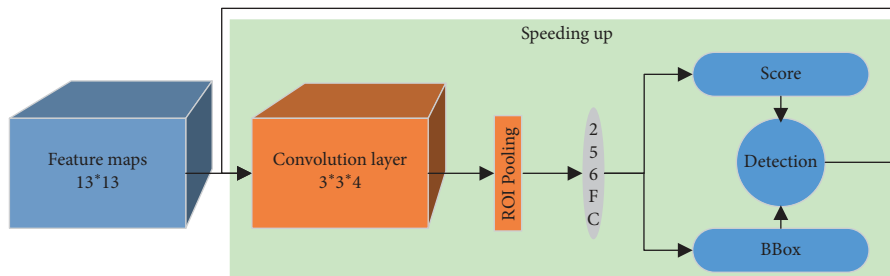 Speeding up
Feature maps
13*13
Convolution layer
3*3*4
ROI Pooling
2
5
6
F
C
Score
Detection
BBox